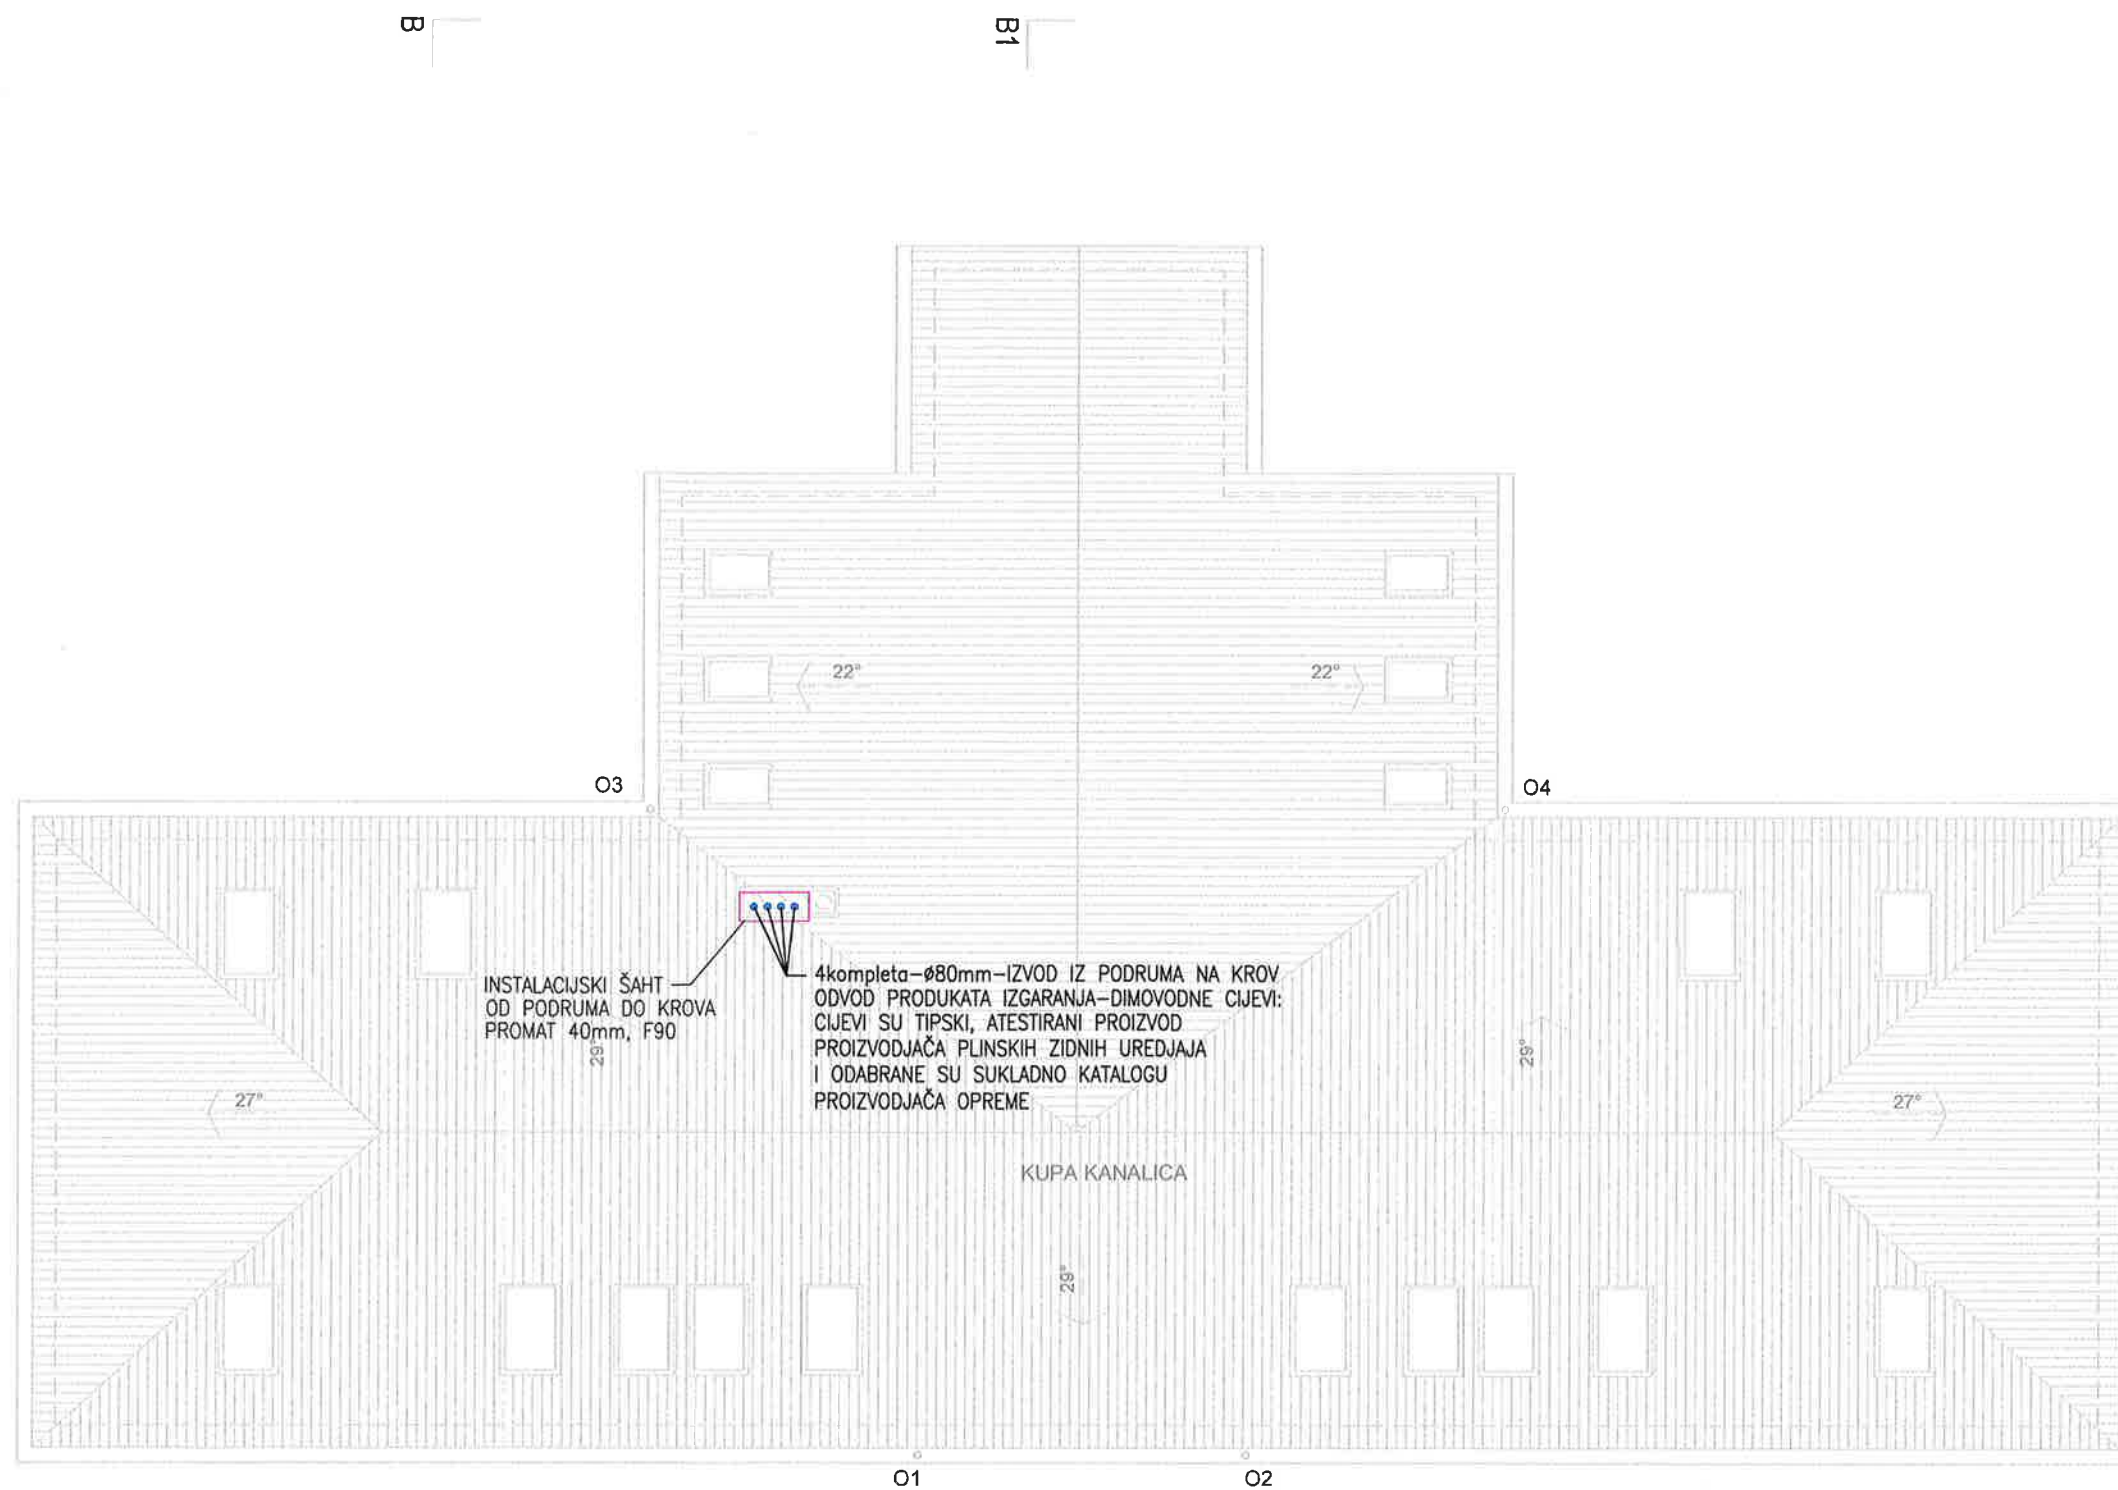 B
B1
22°
22°
O3
O4
INSTALACIJSKI ŠAHT
OD PODRUMA DO KROVA
PROMAT 40mm, F90
4kompleta-ø80mm-IZVOD IZ PODRUMA NA KROV
ODVOD PRODUKATA IZGARANJA-DIMOVODNE CIJEVI:
CIJEVI SU TIPSKI, ATESTIRANI PROIZVOD
PROIZVODJAČA PLINSKIH ZIDNIH UREDJAJA
I ODABRANE SU SUKLADNO KATALOGU
PROIZVODJAČA OPREME
29°
29°
27°
27°
KUPA KANALICA
29°
O1
O2